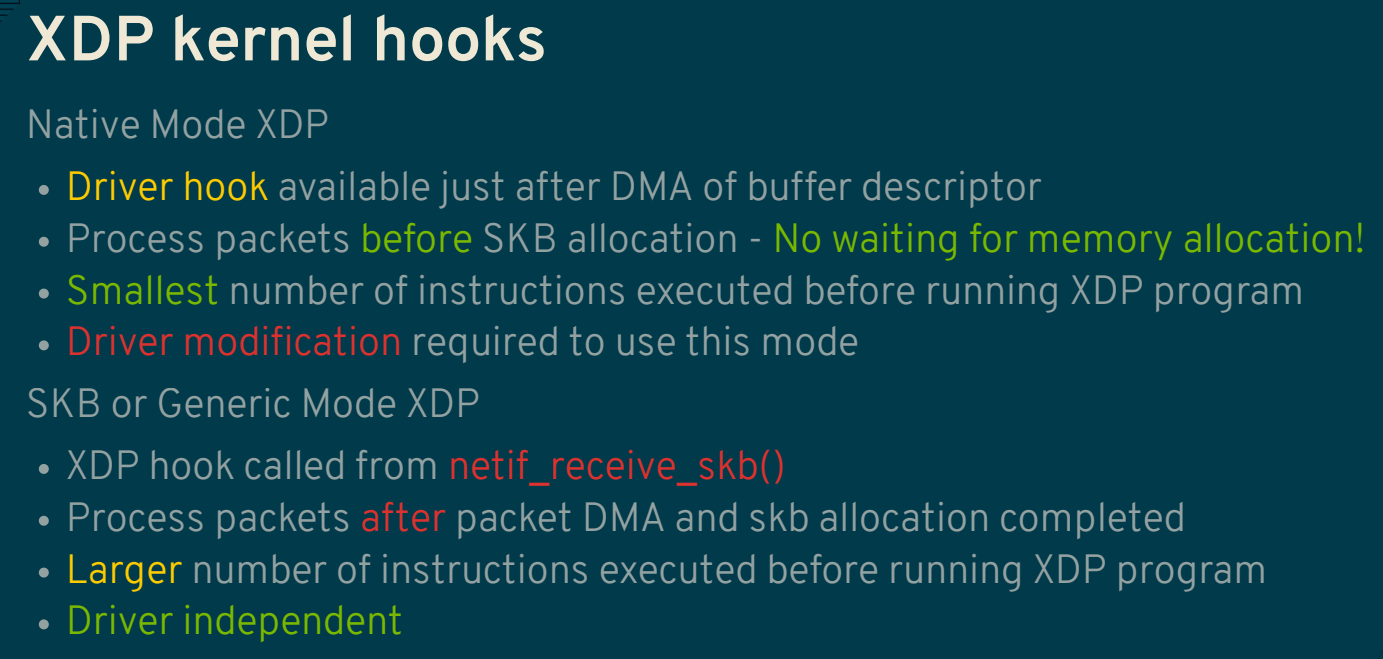 XDP kernel hooks
Native Mode XDP
• Driver hook available just after DMA of buffer descriptor
• Process packets before SKB allocation - No waiting for memory allocation!
• Smallest number of instructions executed before running XDP program
• Driver modification required to use this mode
SKB or Generic Mode XDP
• XDP hook called from netif_receive_skb()
• Process packets after packet DMA and skb allocation completed
• Larger number of instructions executed before running XDP program
• Driver independent